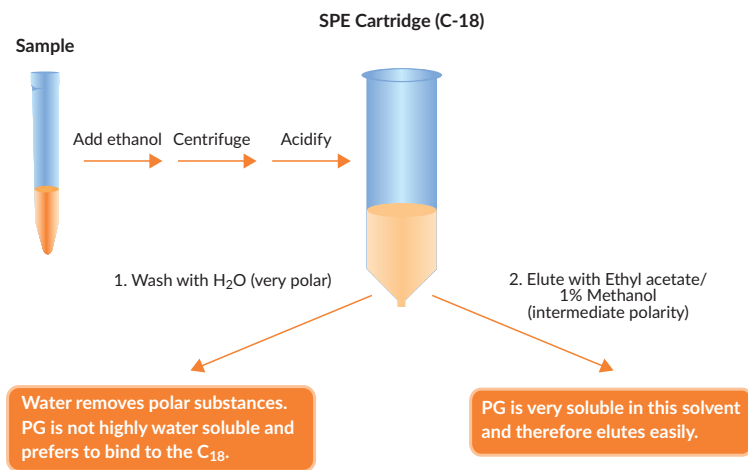 SPE Cartridge (C-18)
Sample
Add ethanol
Centrifuge
Acidify
1. Wash with H₂O (very polar)
2. Elute with Ethyl acetate/
1% Methanol
(intermediate polarity)
Water removes polar substances.
PG is not highly water soluble and
prefers to bind to the C₁₈.
PG is very soluble in this solvent
and therefore elutes easily.